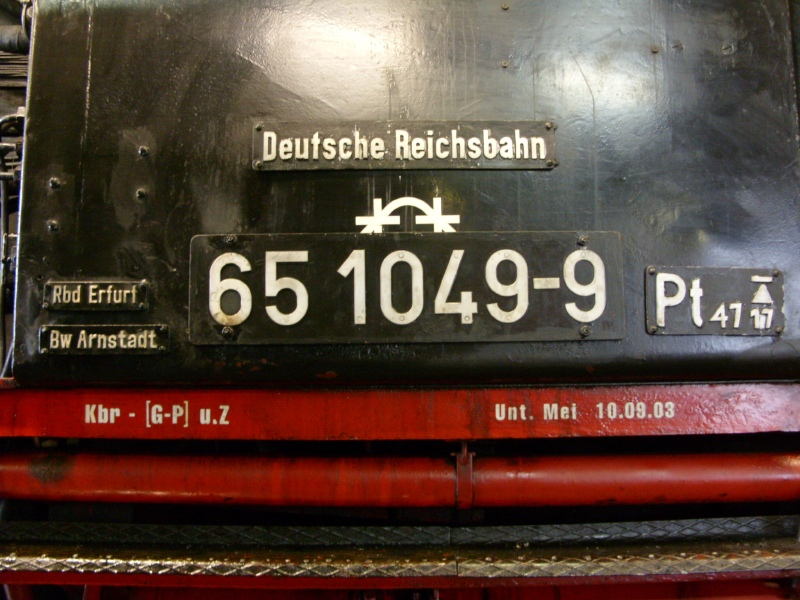 Deutsche Reichsbahn
65 1049-9
Rbd Erfurt
Bw Arnstadt
Pt 47 17
Kbr - [G-P] u.Z
Unt. Mei 10.09.03